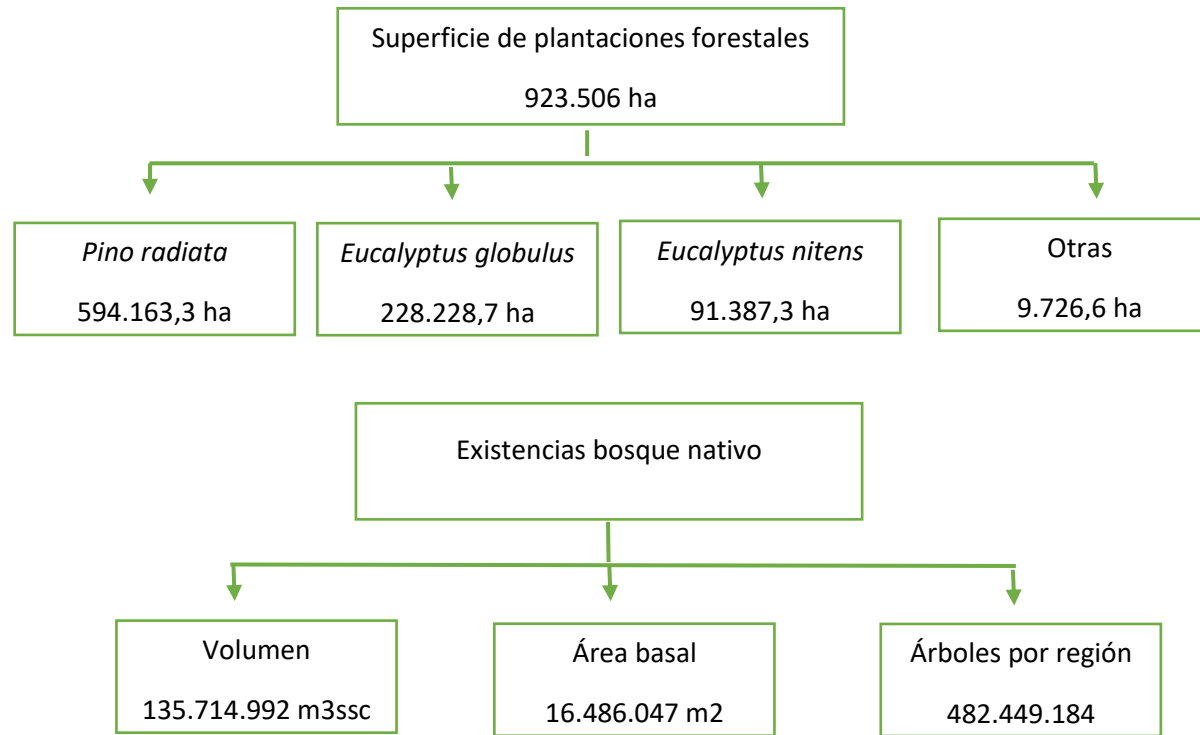 Superficie de plantaciones forestales
923.506 ha
Pino radiata
594.163,3 ha
Eucalyptus globulus
228.228,7 ha
Eucalyptus nitens
91.387,3 ha
Otras
9.726,6 ha
Existencias bosque nativo
Volumen
135.714.992 m3ssc
Área basal
16.486.047 m2
Árboles por región
482.449.184